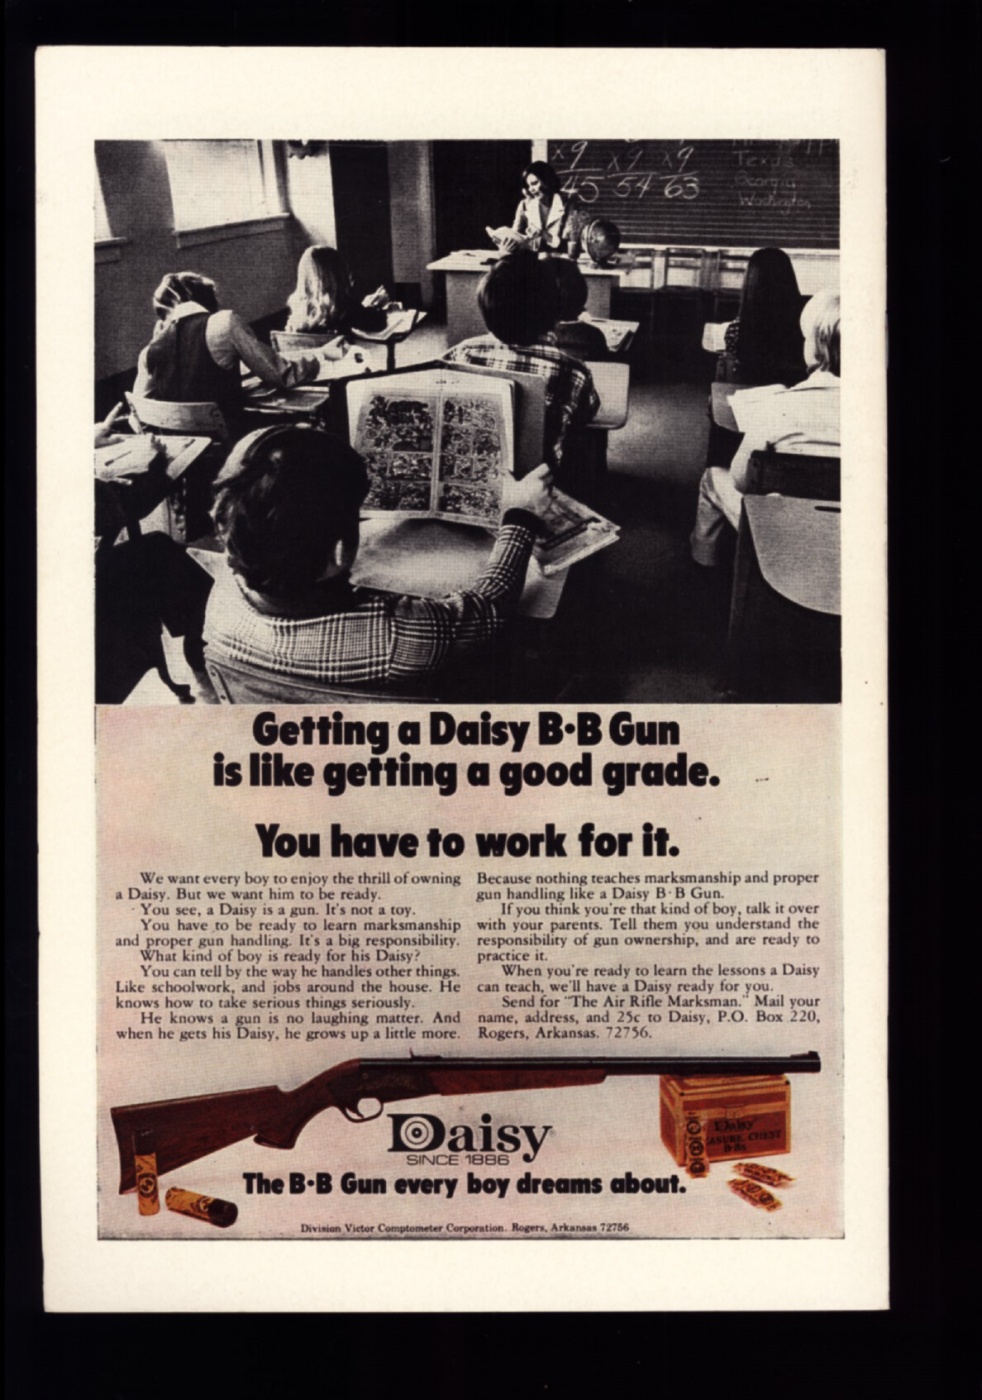 x9 x9 x9
45 54 63
Texas
Georgia
Washington
Getting a Daisy B·B Gun
is like getting a good grade.
You have to work for it.
We want every boy to enjoy the thrill of owning
a Daisy. But we want him to be ready.
You see, a Daisy is a gun. It's not a toy.
You have to be ready to learn marksmanship
and proper gun handling. It's a big responsibility.
What kind of boy is ready for his Daisy?
You can tell by the way he handles other things.
Like schoolwork, and jobs around the house. He
knows how to take serious things seriously.
He knows a gun is no laughing matter. And
when he gets his Daisy, he grows up a little more.
Because nothing teaches marksmanship and proper
gun handling like a Daisy B·B Gun.
If you think you're that kind of boy, talk it over
with your parents. Tell them you understand the
responsibility of gun ownership, and are ready to
practice it.
When you're ready to learn the lessons a Daisy
can teach, we'll have a Daisy ready for you.
Send for "The Air Rifle Marksman." Mail your
name, address, and 25c to Daisy, P.O. Box 220,
Rogers, Arkansas. 72756.
Daisy
SINCE 1886
Daisy
CHEST
The B·B Gun every boy dreams about.
Division Victor Comptometer Corporation. Rogers, Arkansas 72756